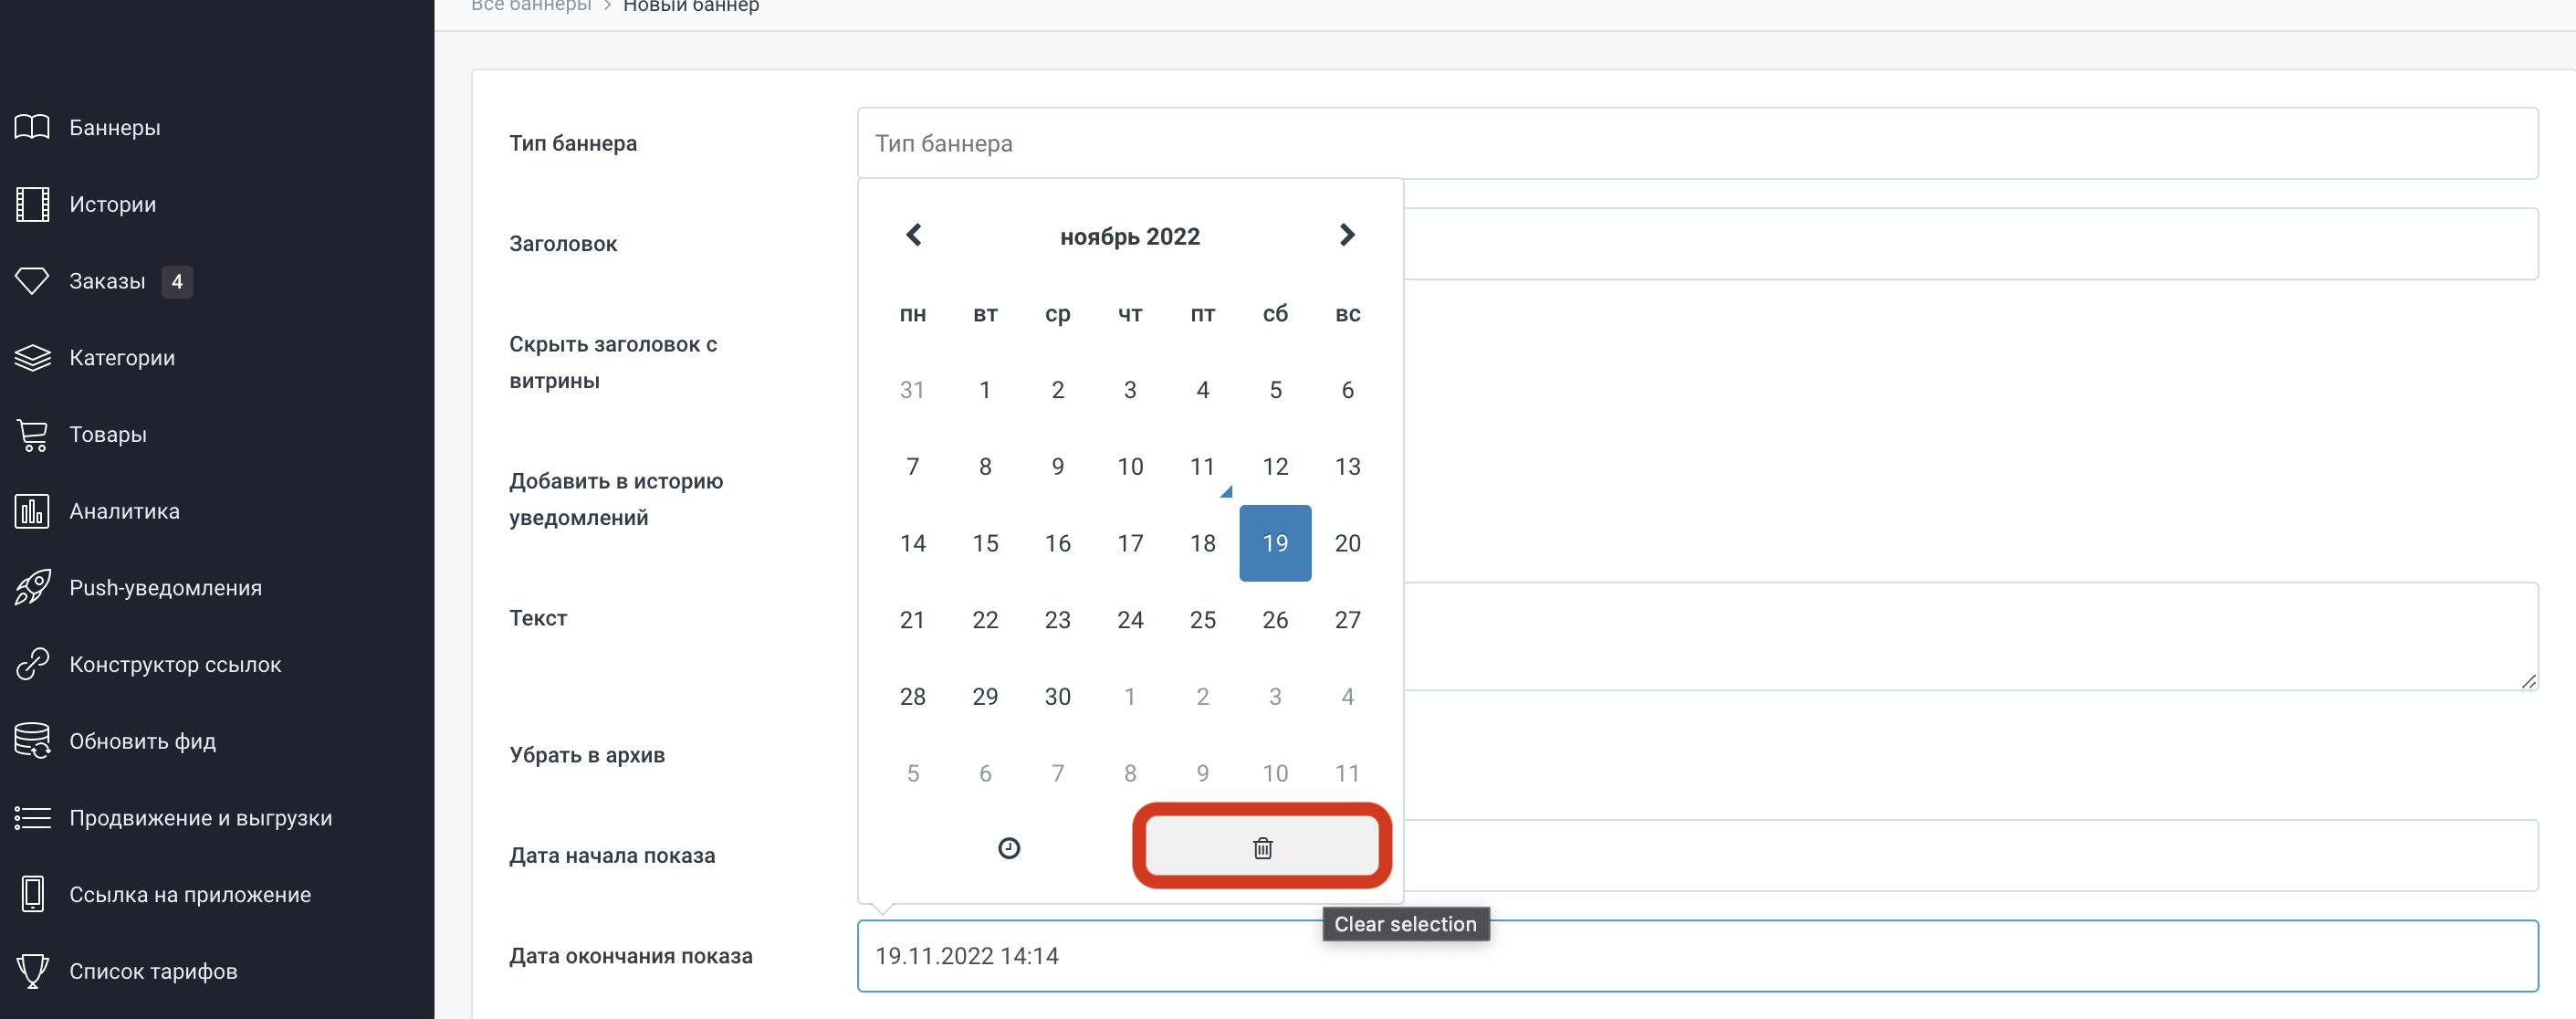 Все баннеры > Новый баннер
Баннеры
Истории
Заказы 4
Категории
Товары
Аналитика
Push-уведомления
Конструктор ссылок
Обновить фид
Продвижение и выгрузки
Ссылка на приложение
Список тарифов
Тип баннера
Тип баннера
Заголовок
Скрыть заголовок с
витрины
Добавить в историю
уведомлений
Текст
Убрать в архив
Дата начала показа
Дата окончания показа
ноябрь 2022
пн вт ср чт пт сб вс
31 1 2 3 4 5 6
7 8 9 10 11 12 13
14 15 16 17 18 19 20
21 22 23 24 25 26 27
28 29 30 1 2 3 4
5 6 7 8 9 10 11
Clear selection
19.11.2022 14:14